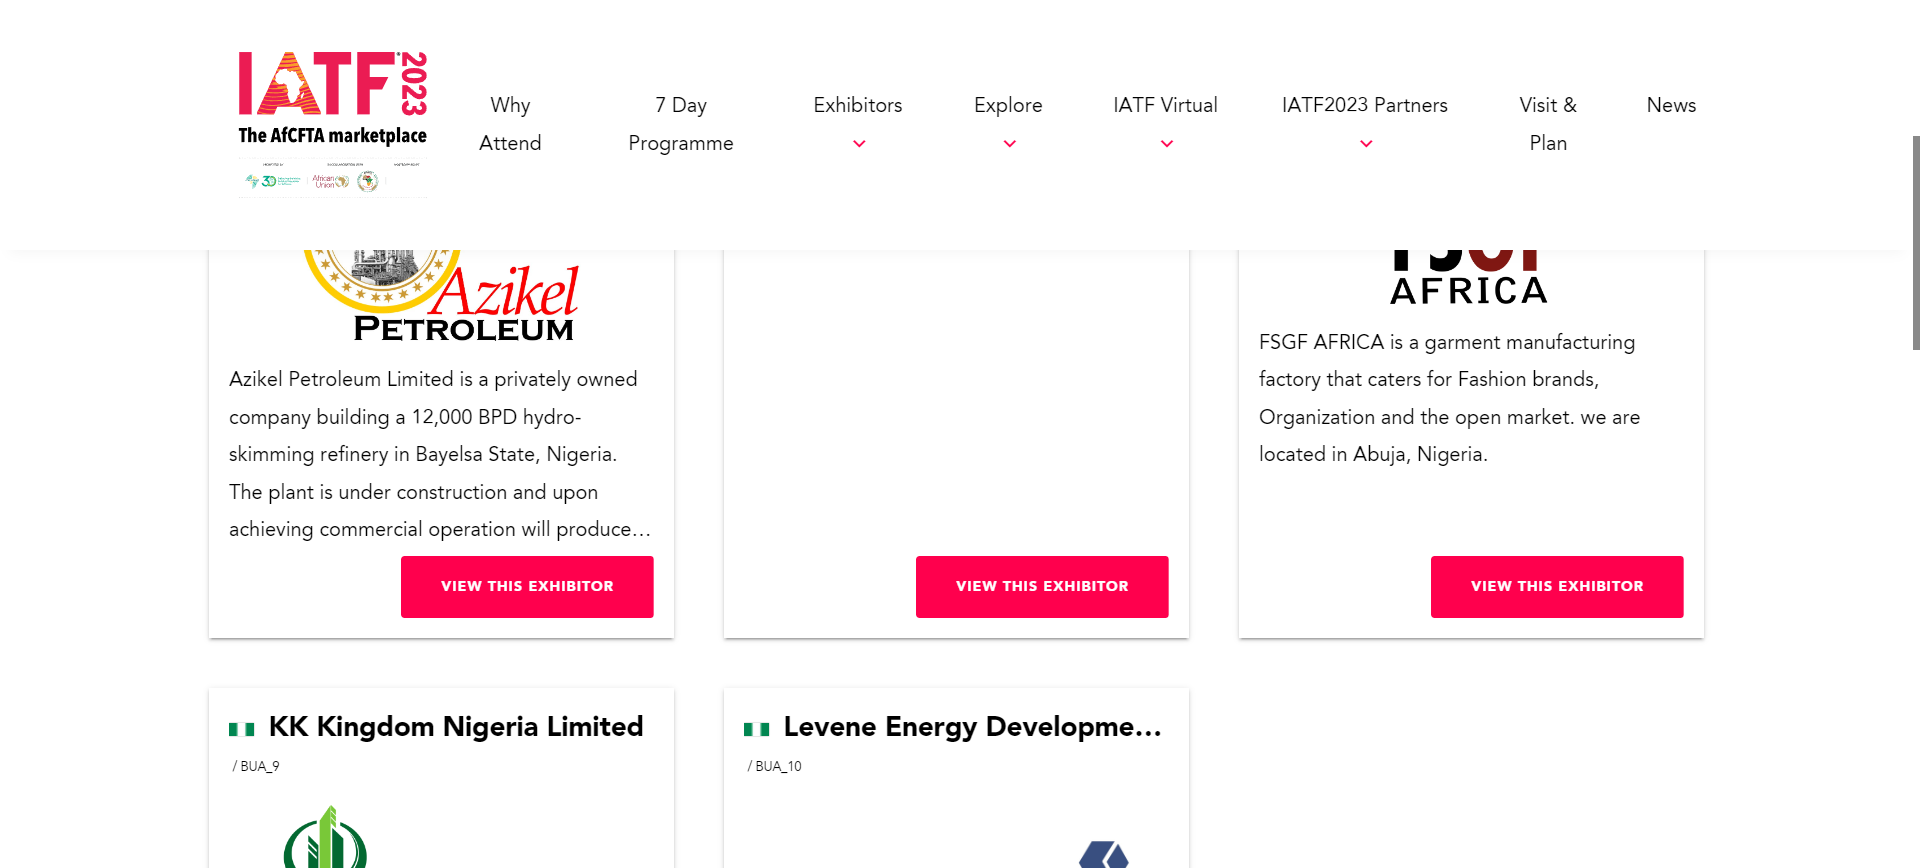 IATF 2023
The AfCFTA marketplace
African
Union
Why
Attend
7 Day
Programme
Exhibitors
Explore
IATF Virtual
IATF2023 Partners
Visit &
Plan
News
Azikel
PETROLEUM
Azikel Petroleum Limited is a privately owned
company building a 12,000 BPD hydro-
skimming refinery in Bayelsa State, Nigeria.
The plant is under construction and upon
achieving commercial operation will produce…
VIEW THIS EXHIBITOR
VIEW THIS EXHIBITOR
AFRICA
FSGF AFRICA is a garment manufacturing
factory that caters for Fashion brands,
Organization and the open market. we are
located in Abuja, Nigeria.
VIEW THIS EXHIBITOR
KK Kingdom Nigeria Limited
/ BUA_9
Levene Energy Developme…
/ BUA_10